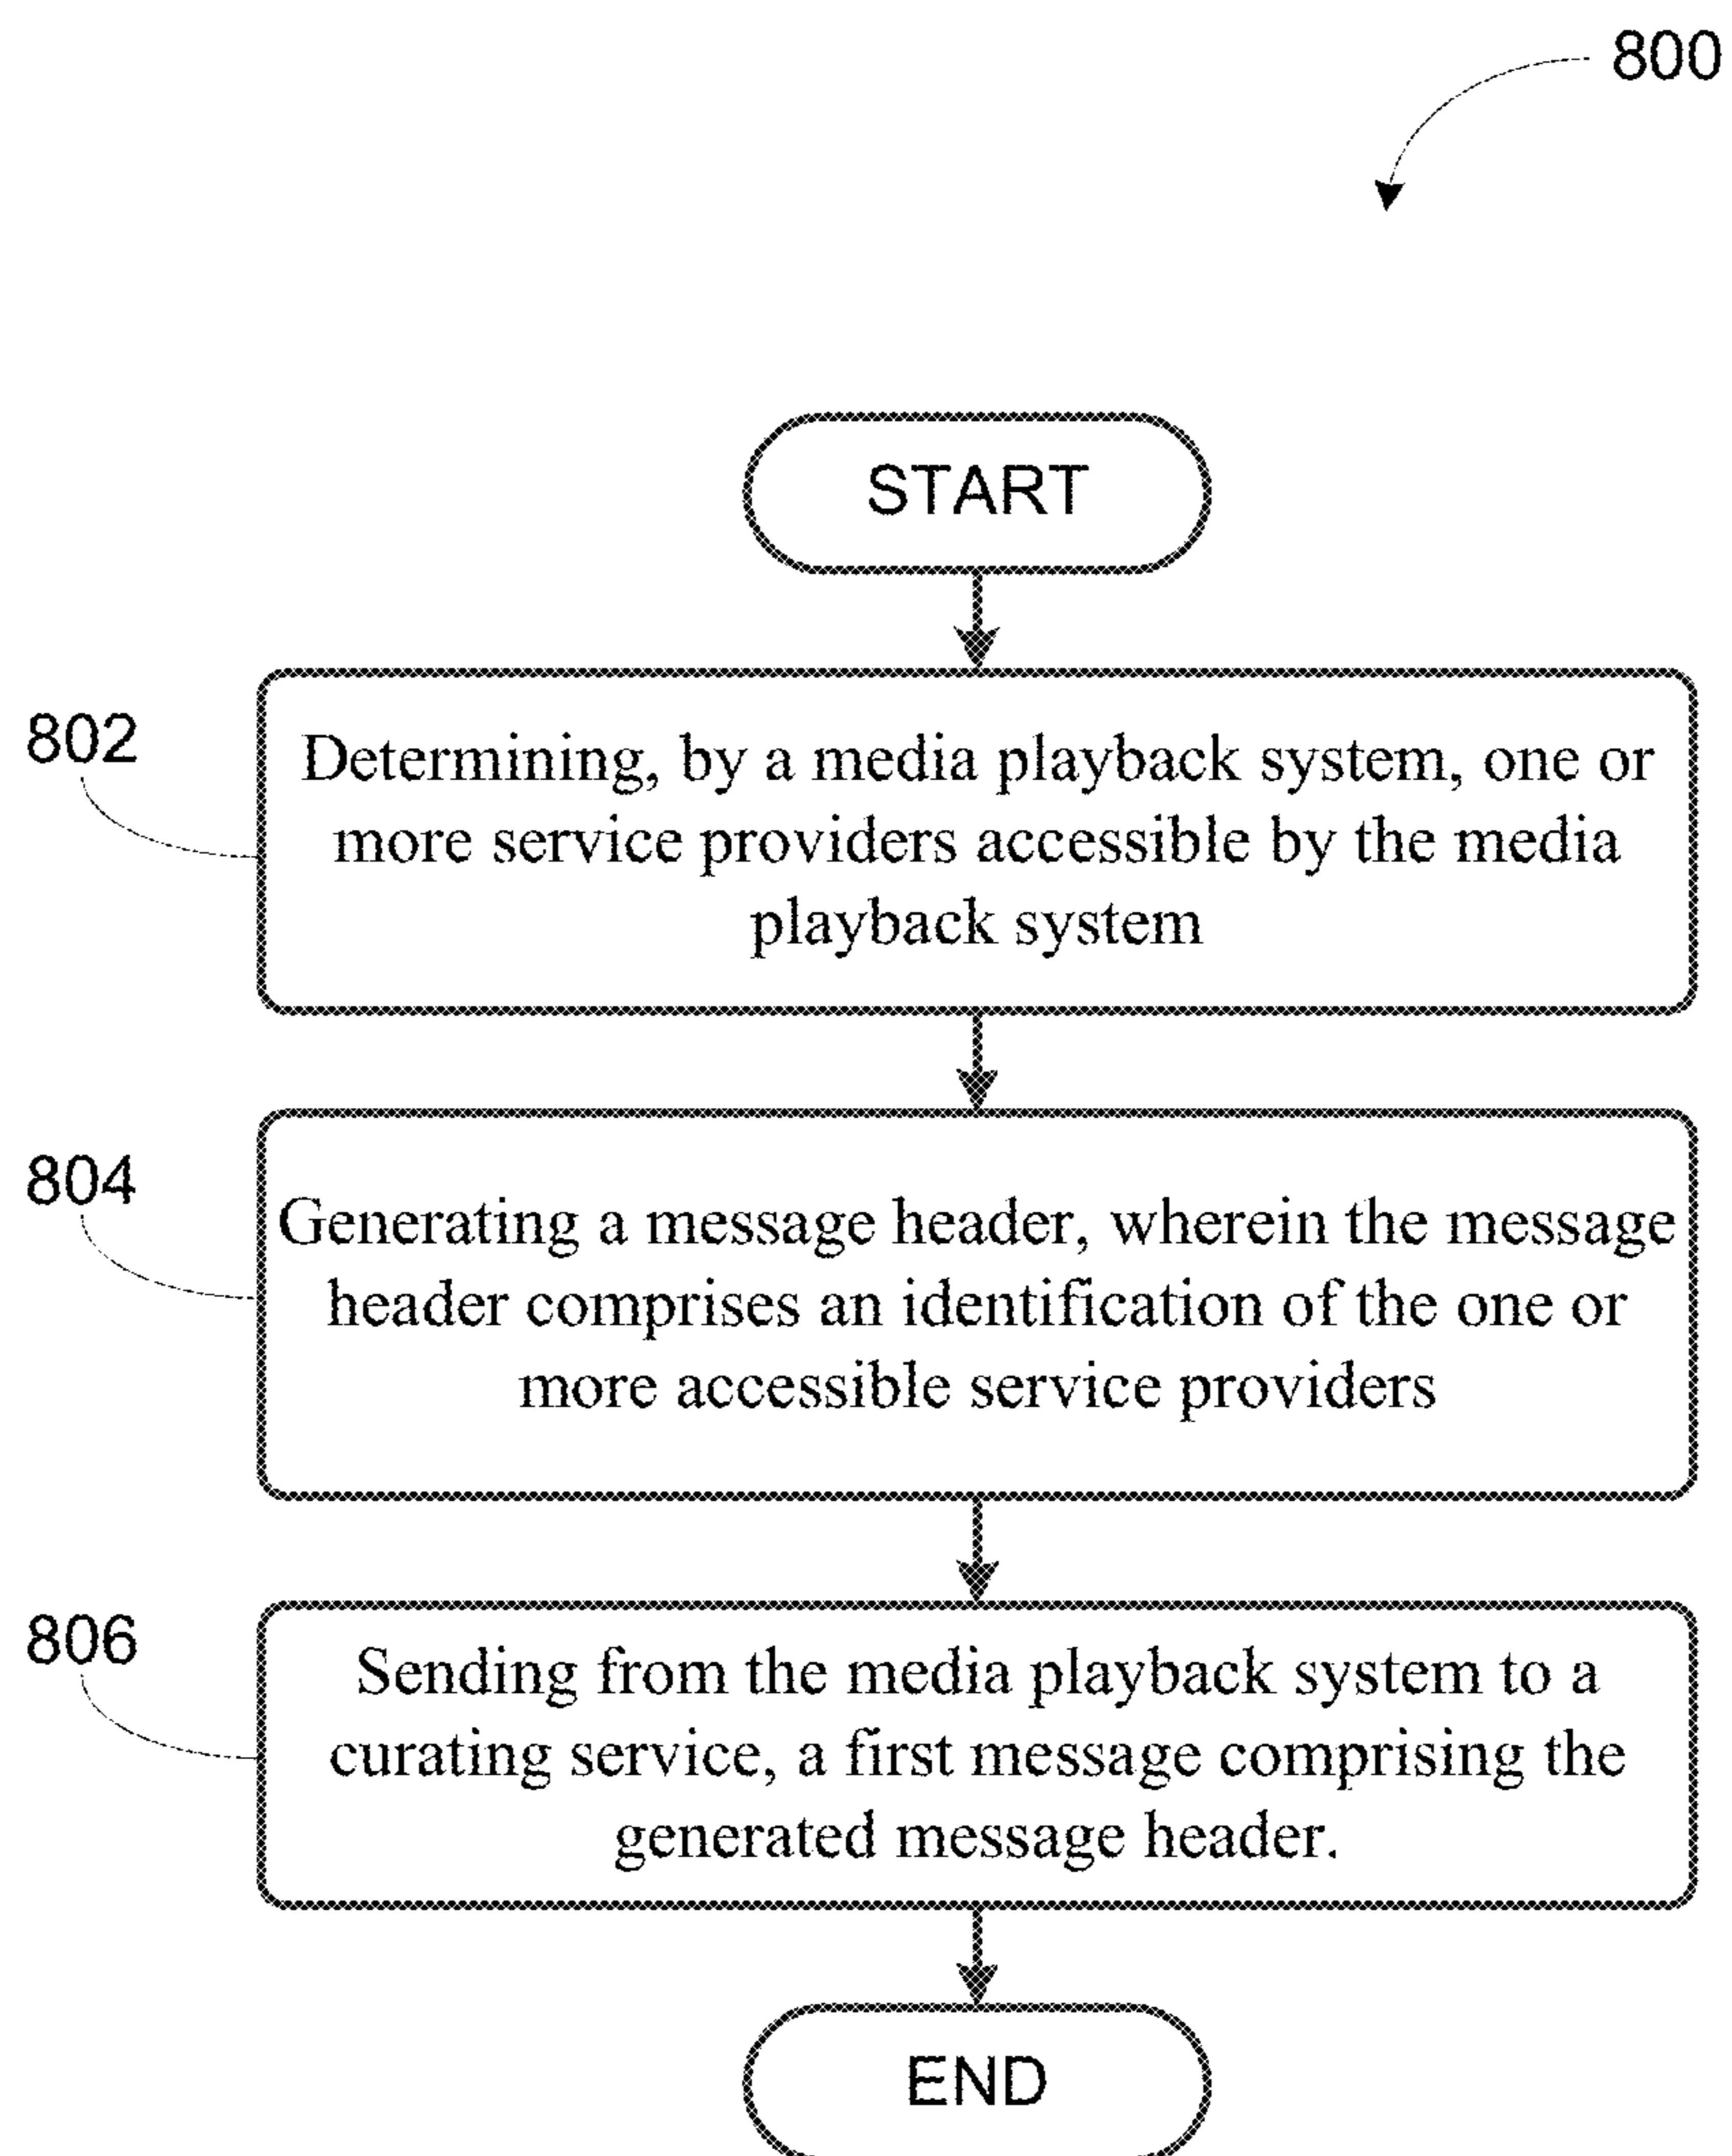 800
START
802
Determining, by a media playback system, one or
more service providers accessible by the media
playback system
804
Generating a message header, wherein the message
header comprises an identification of the one or
more accessible service providers
806
Sending from the media playback system to a
curating service, a first message comprising the
generated message header.
END